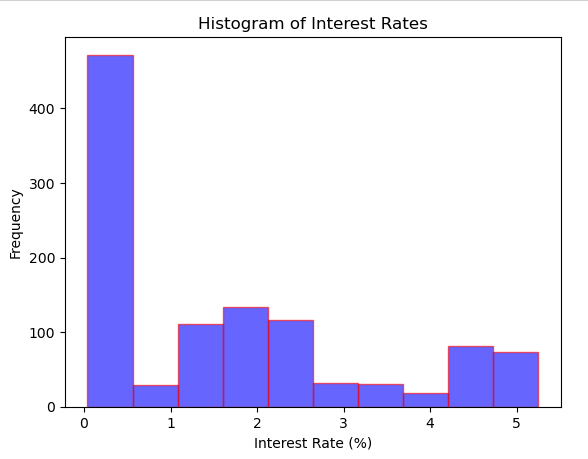 Histogram of Interest Rates
400
300
200
100
0
Frequency
0 1 2 3 4 5
Interest Rate (%)